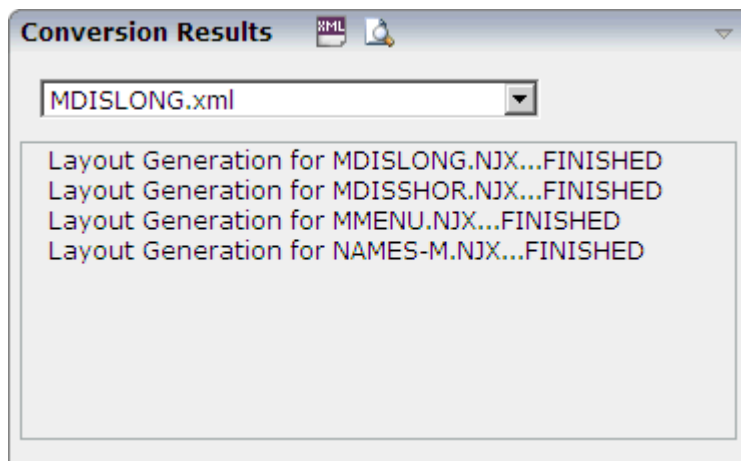 Conversion Results XML
MDISLONG.xml
Layout Generation for MDISLONG.NJX...FINISHED
Layout Generation for MDISSHOR.NJX...FINISHED
Layout Generation for MMENU.NJX...FINISHED
Layout Generation for NAMES-M.NJX...FINISHED